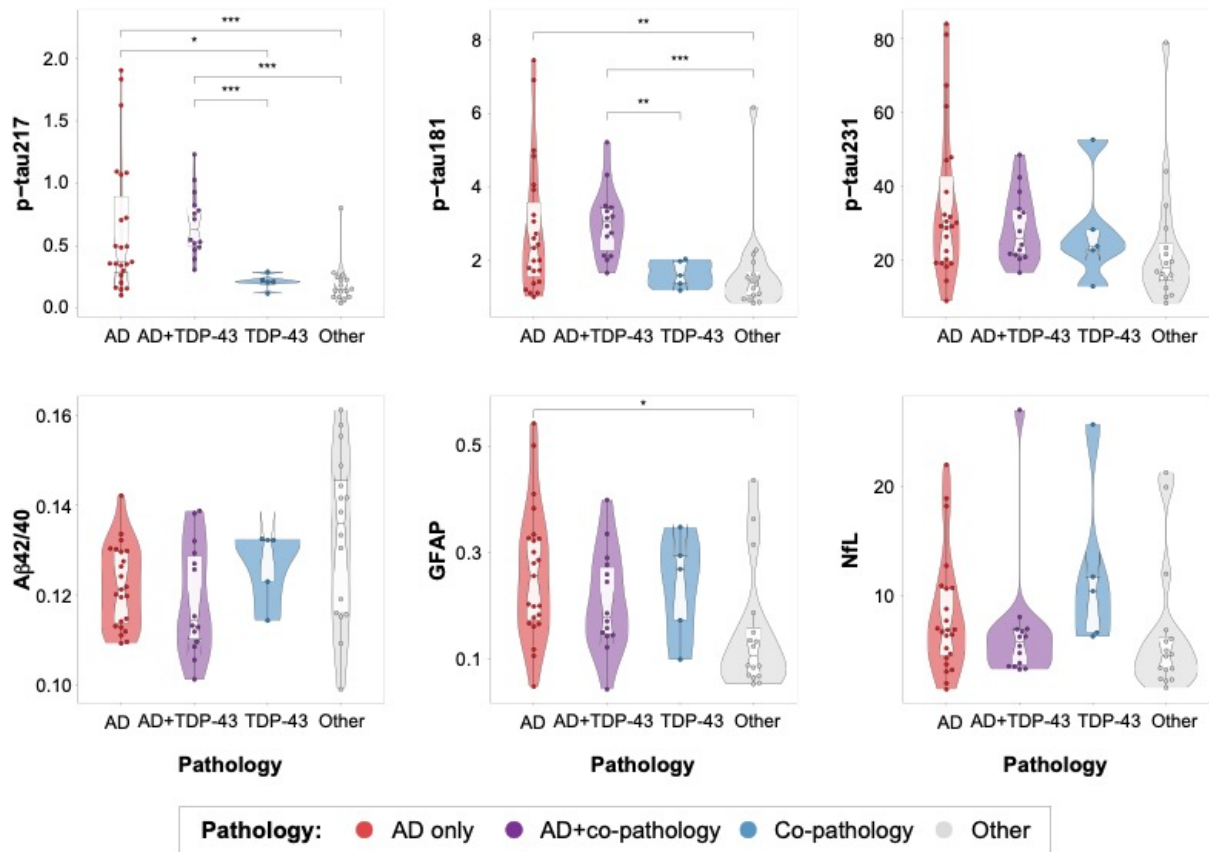 p-tau217
2.0
1.5
1.0
0.5
0.0
***
*
***
***
AD AD+TDP-43 TDP-43 Other
p-tau181
8
6
4
2
**
***
**
AD AD+TDP-43 TDP-43 Other
p-tau231
80
60
40
20
AD AD+TDP-43 TDP-43 Other
Aβ42/40
0.16
0.14
0.12
0.10
AD AD+TDP-43 TDP-43 Other
Pathology
GFAP
0.5
0.3
0.1
*
AD AD+TDP-43 TDP-43 Other
Pathology
NfL
20
10
AD AD+TDP-43 TDP-43 Other
Pathology
Pathology: AD only AD+co-pathology Co-pathology Other